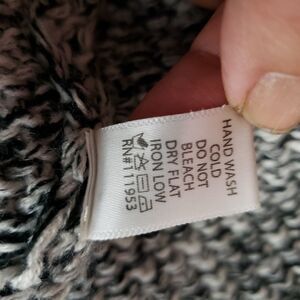 HAND WASH
COLD
DO NOT
BLEACH
DRY FLAT
IRON LOW
RN#111953